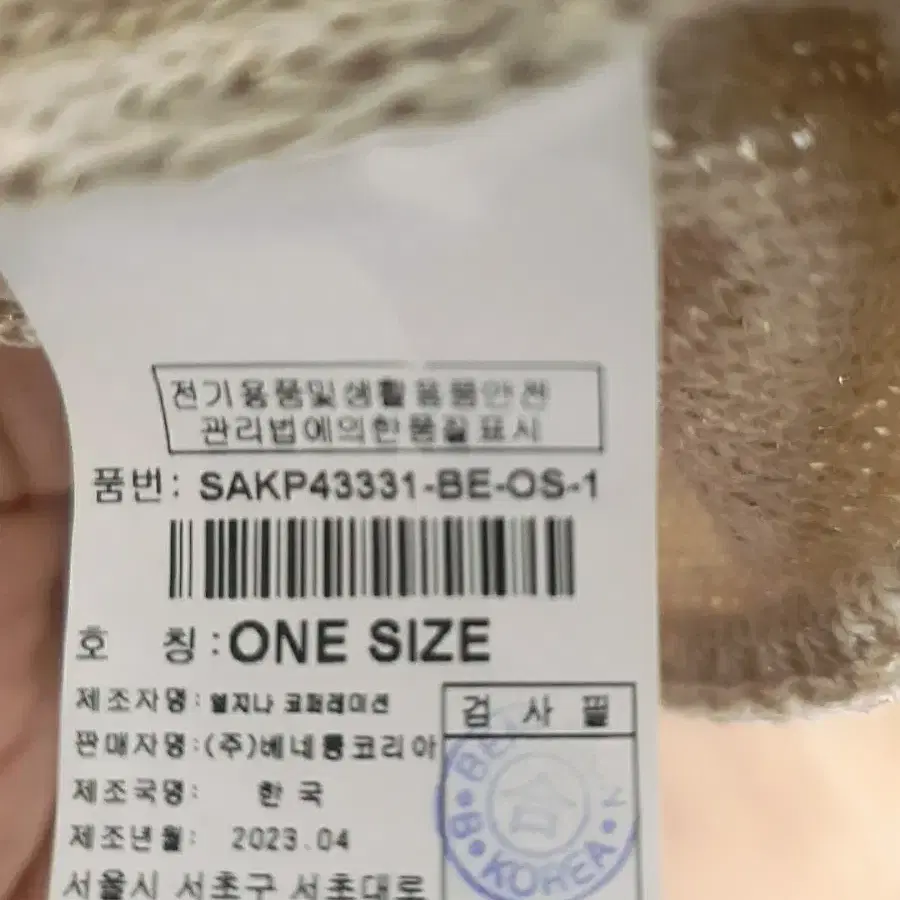 전기용품및생활용품안전
관리법에의한품질표시
품번: SAKP43331-BE-OS-1
호 칭:ONE SIZE
제조자명: 벌지나 코퍼레이션
검 사 필
판매자명:(주)베네통코리아
제조국명: 한국
제조년월: 2023.04
서울시 서초구 서초대로
KOREA